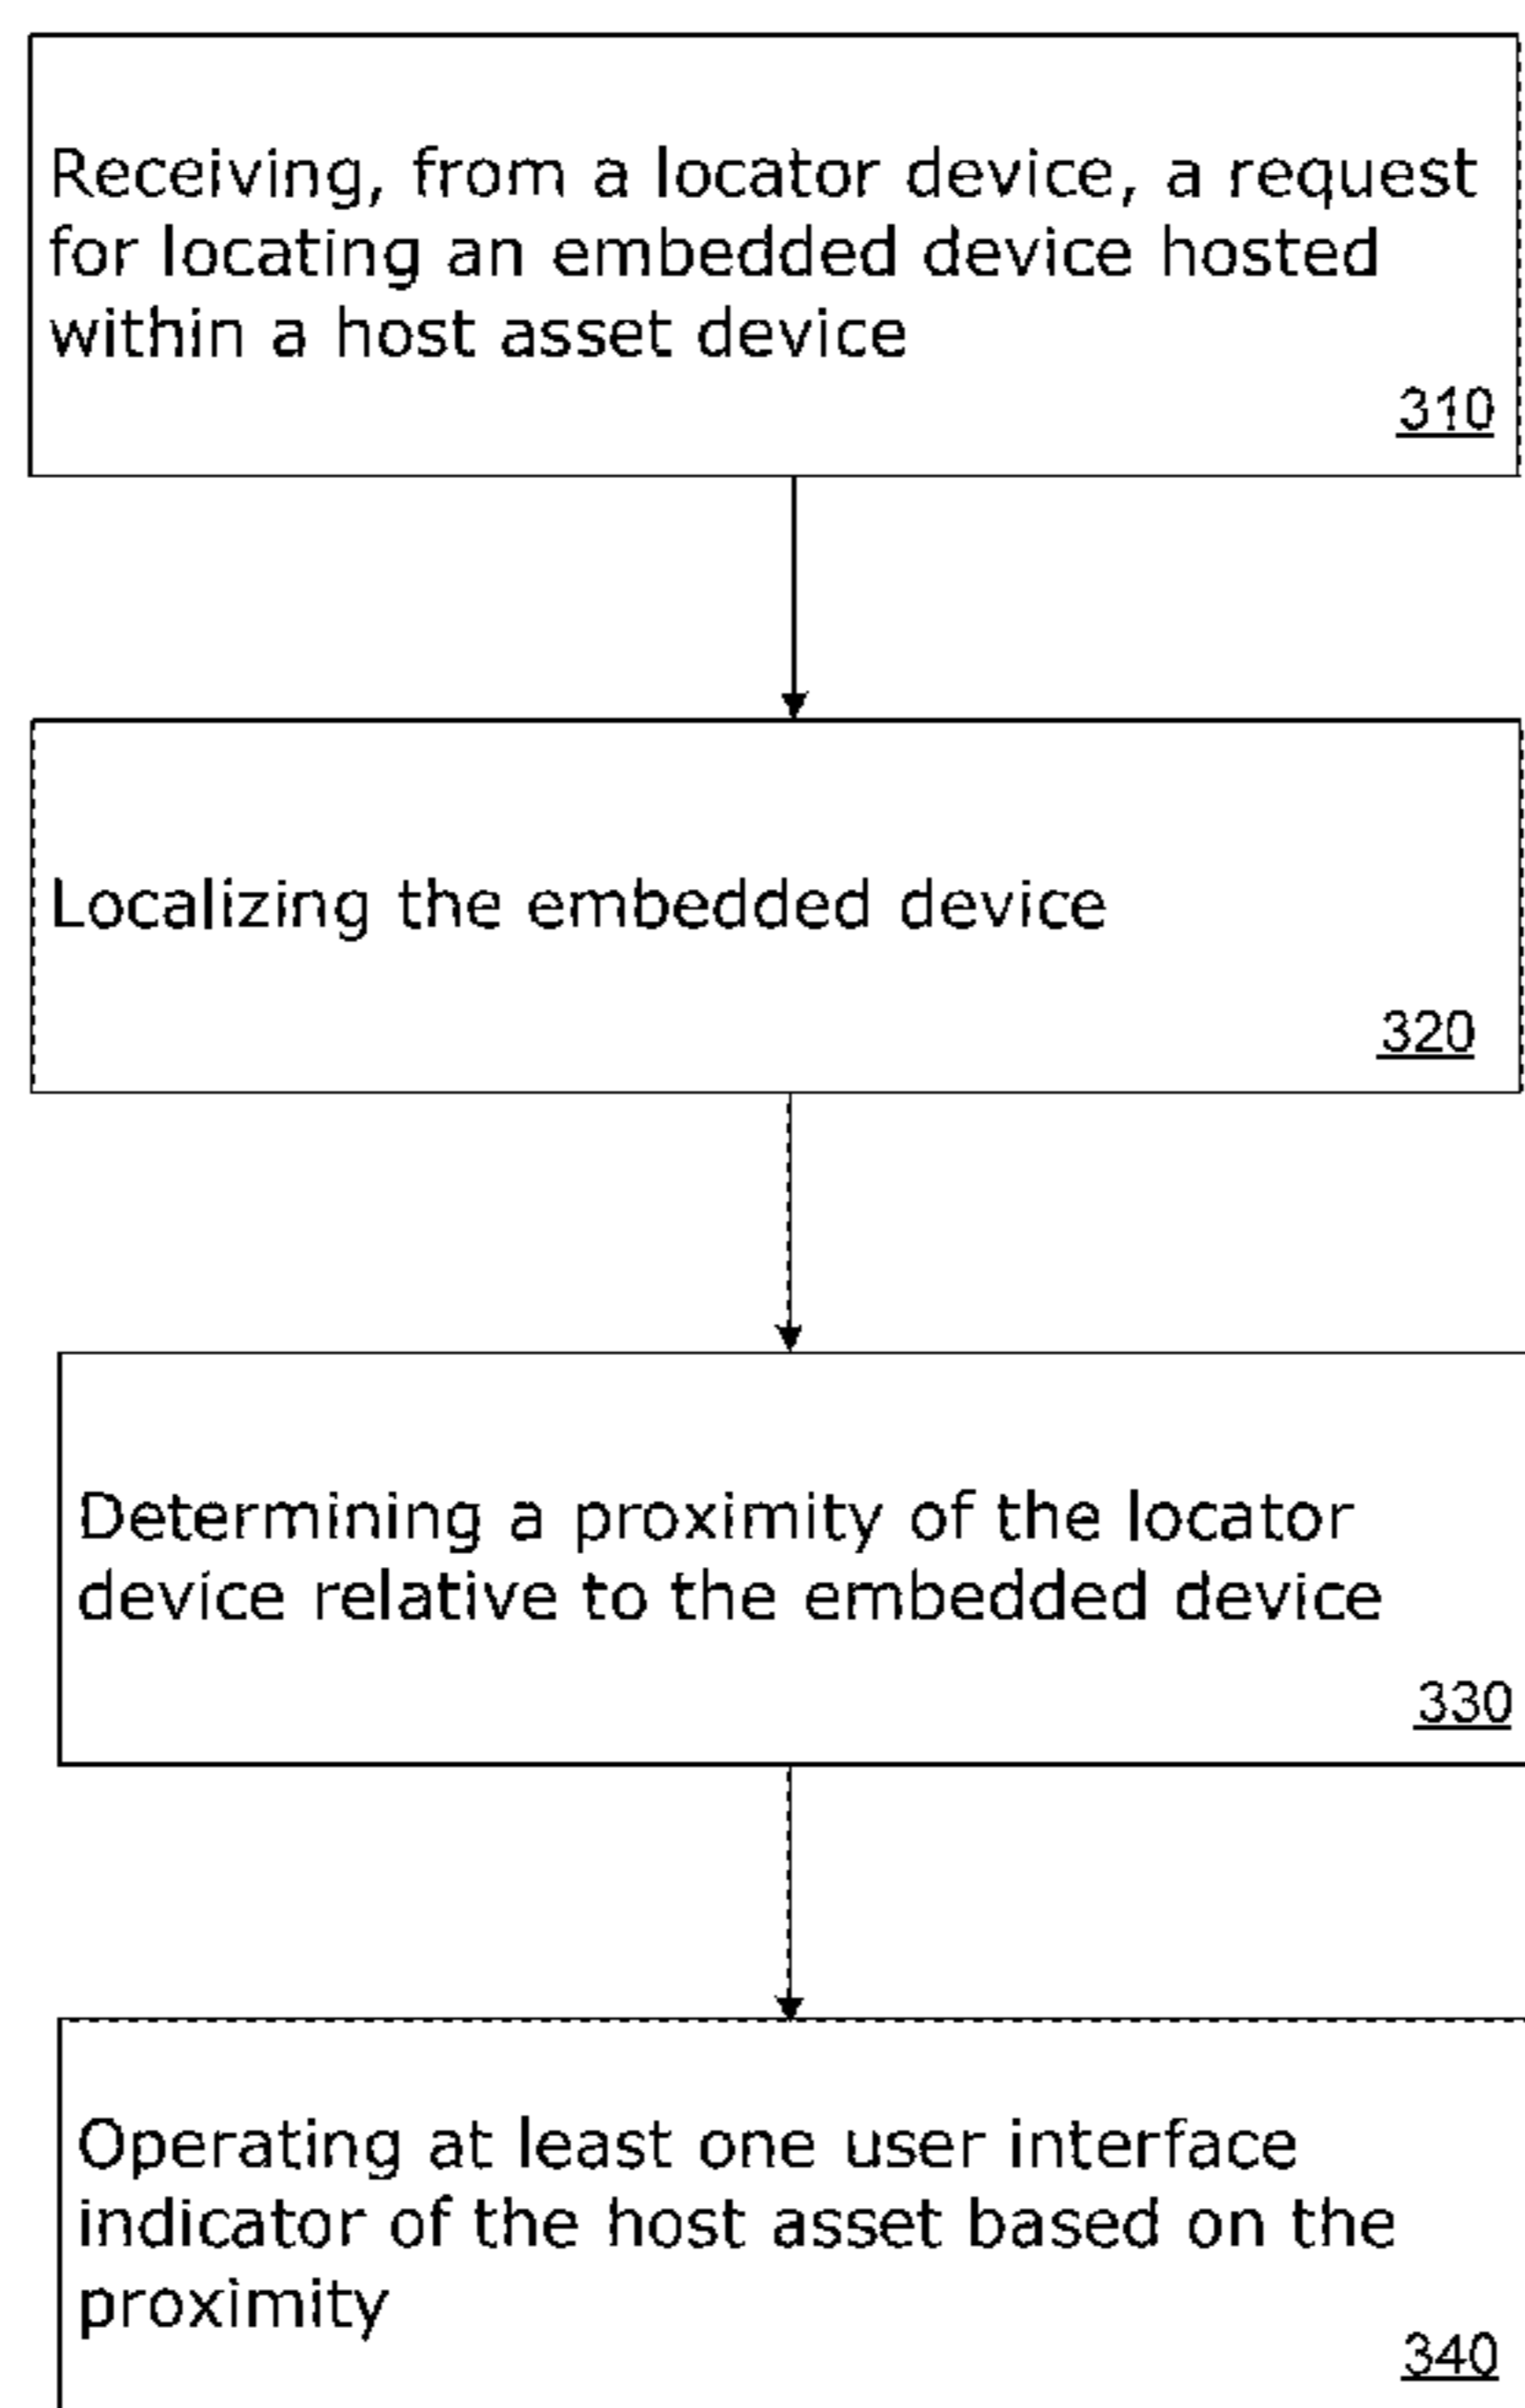 Receiving, from a locator device, a request
for locating an embedded device hosted
within a host asset device
310
Localizing the embedded device
320
Determining a proximity of the locator
device relative to the embedded device
330
Operating at least one user interface
indicator of the host asset based on the
proximity
340